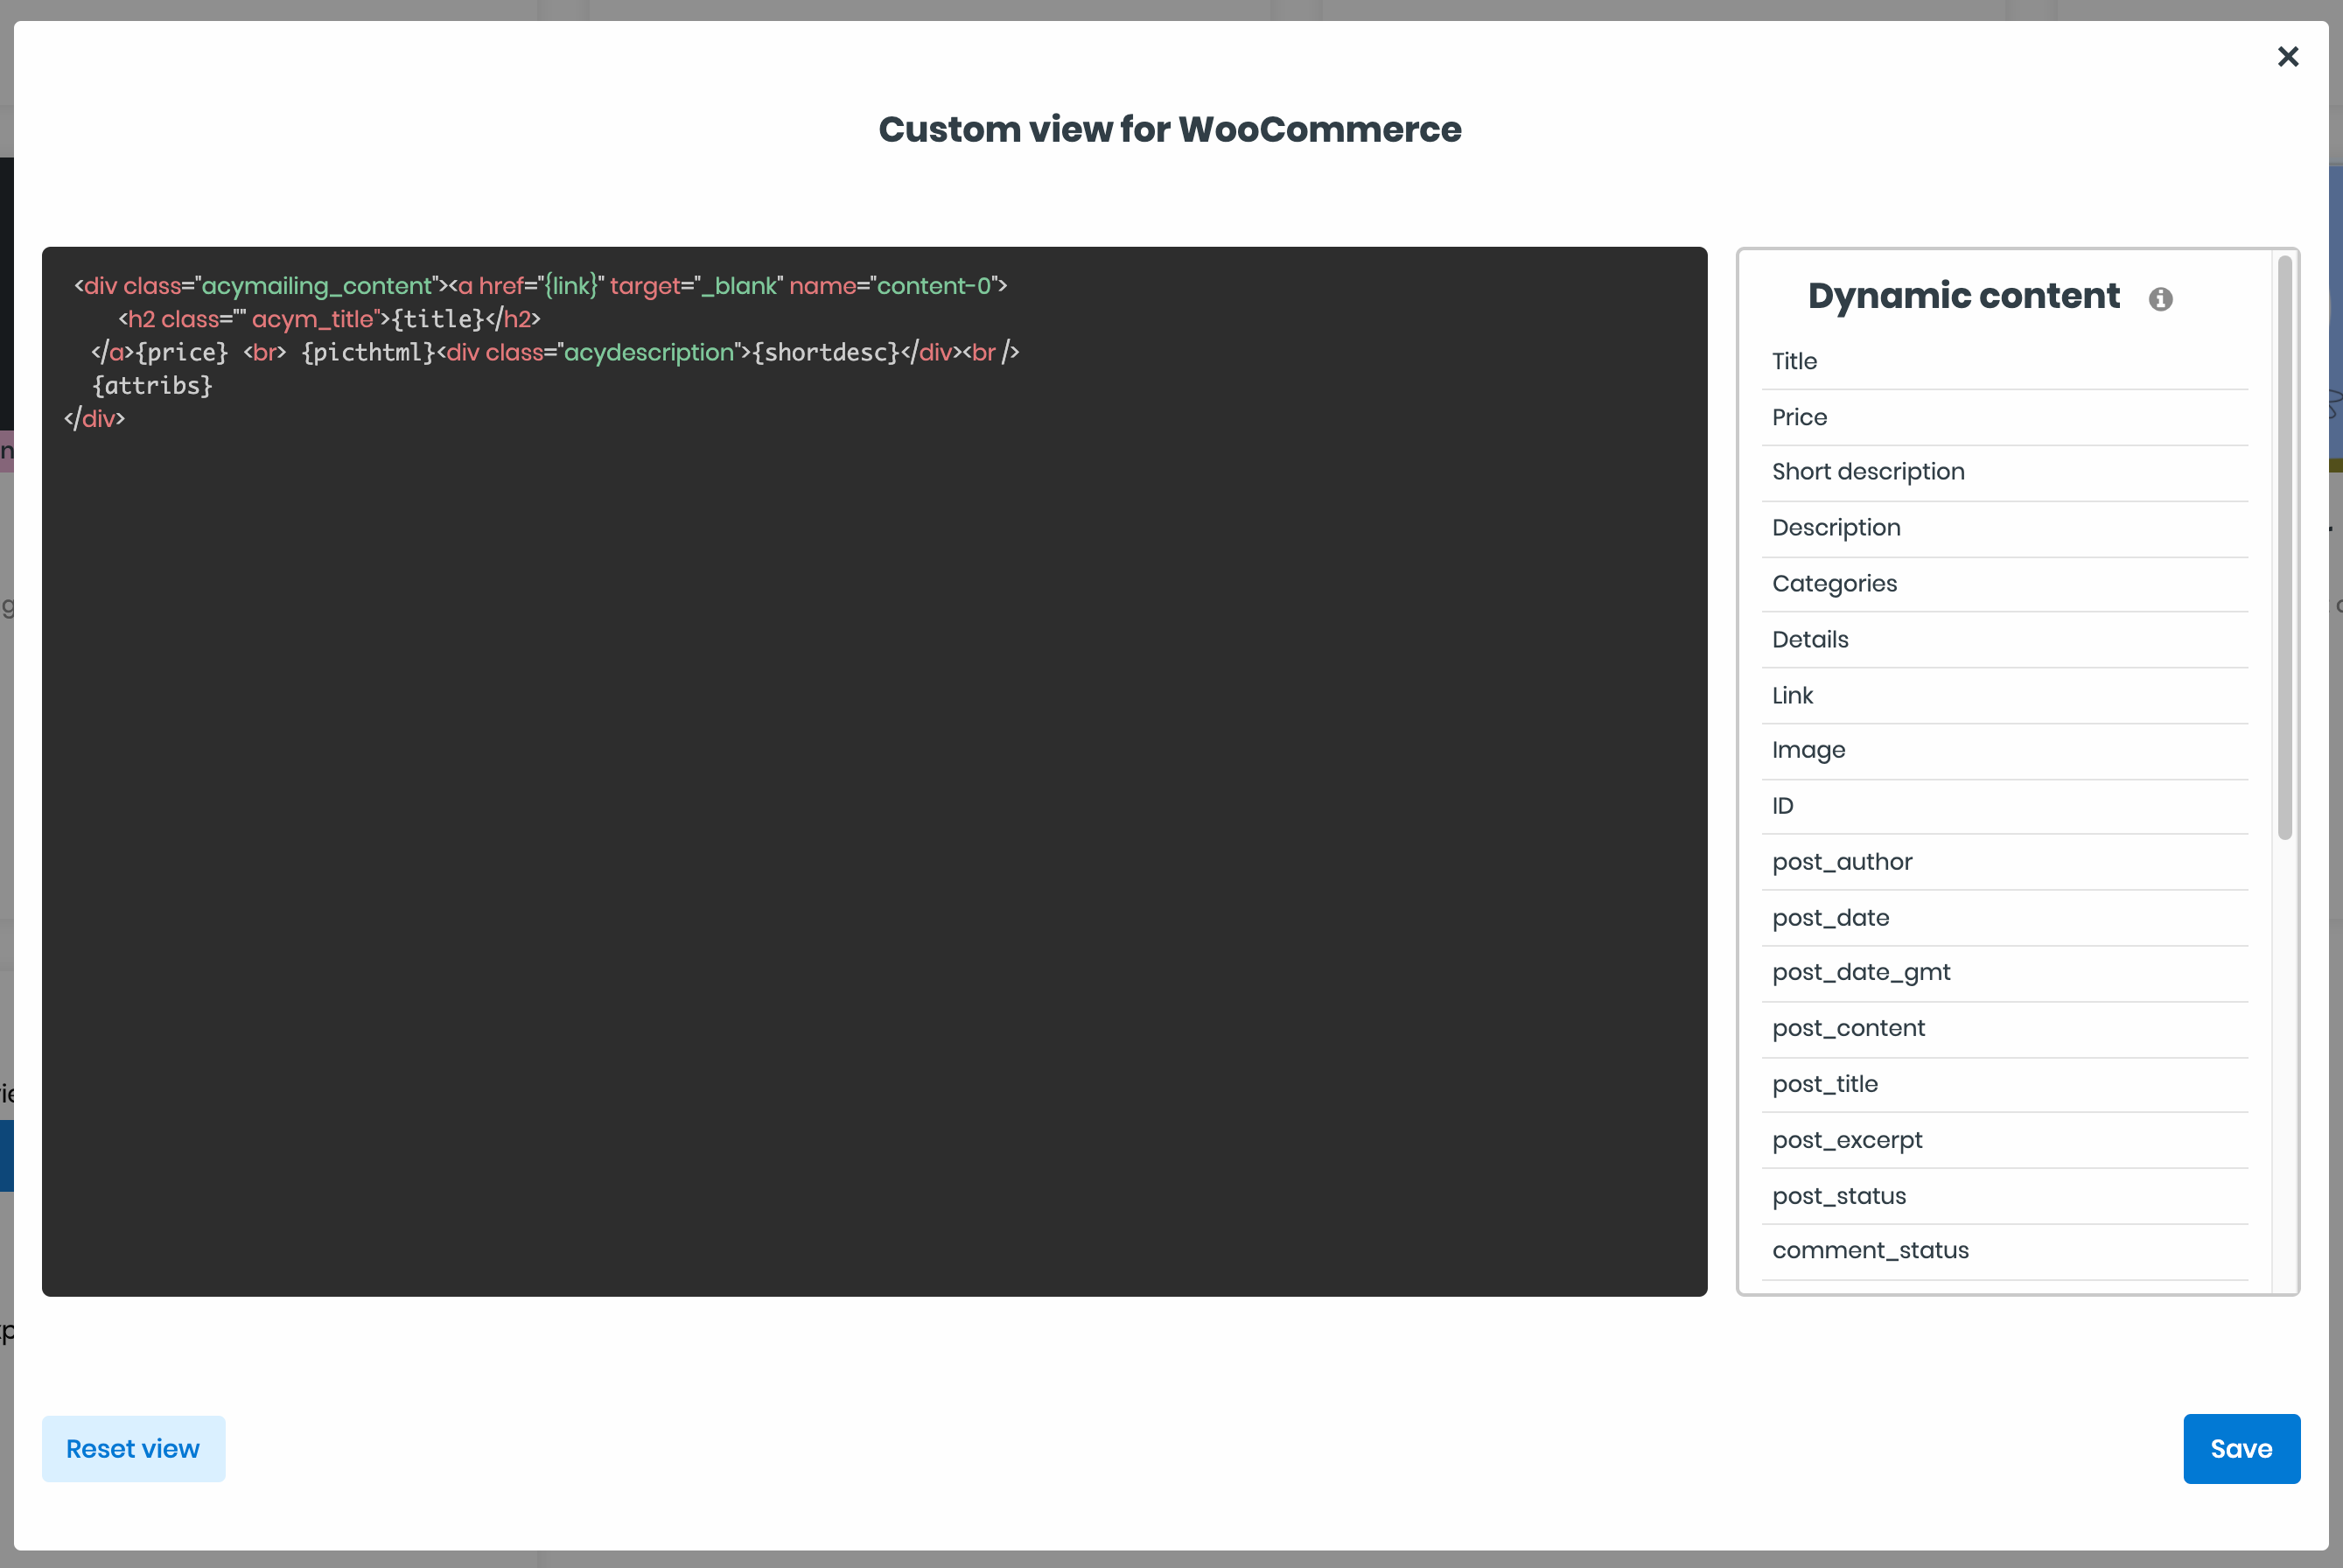 Custom view for WooCommerce
<div class="acymailing_content"><a href="{link}" target="_blank" name="content-0">
<h2 class="" acym_title">{title}</h2>
</a>{price} <br> {picthtml}<div class="acydescription">{shortdesc}</div><br />
{attribs}
</div>
Dynamic content
Title
Price
Short description
Description
Categories
Details
Link
Image
ID
post_author
post_date
post_date_gmt
post_content
post_title
post_excerpt
post_status
comment_status
Reset view
Save